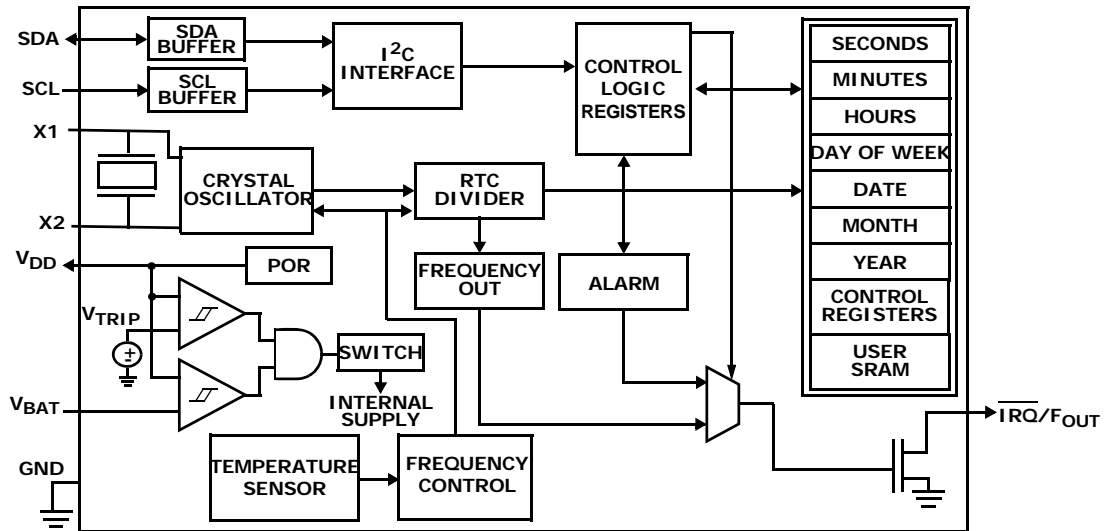 SDA
SDA
BUFFER
SCL
SCL
BUFFER
I²C
INTERFACE
CONTROL
LOGIC
REGISTERS
SECONDS
MINUTES
HOURS
DAY OF WEEK
DATE
MONTH
YEAR
CONTROL
REGISTERS
USER
SRAM
X1
X2
CRYSTAL
OSCILLATOR
RTC
DIVIDER
FREQUENCY
OUT
ALARM
VDD
POR
VTRIP
±
SWITCH
INTERNAL
SUPPLY
VBAT
GND
TEMPERATURE
SENSOR
FREQUENCY
CONTROL
IRQ/FOUT